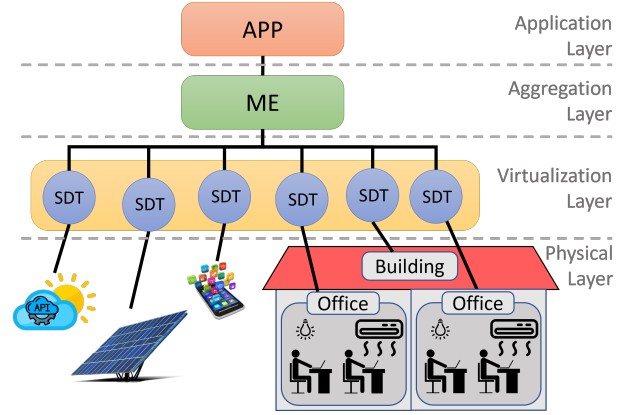 APP
Application
Layer
ME
Aggregation
Layer
SDT
SDT
SDT
SDT
SDT
SDT
Virtualization
Layer
Physical
Layer
API
Building
Office
Office